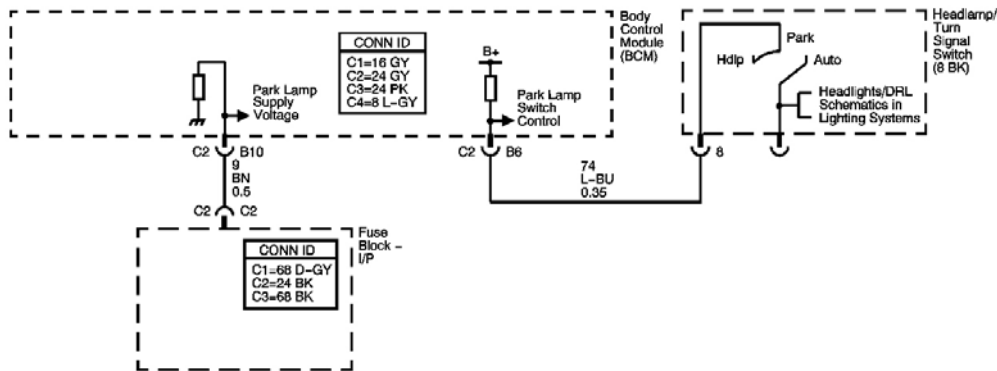 Body
Control
Module
(BCM)
CONN ID
C1=16 GY
C2=24 GY
C3=24 PK
C4=8 L-GY
Park Lamp
Supply
Voltage
B+
Park Lamp
Switch
Control
Headlamp/
Turn
Signal
Switch
(8 BK)
Park
Hdlp
Auto
Headlights/DRL
Schematics in
Lighting Systems
C2 B10
9
BN
0.5
C2 C2
C2 B6
74
L-BU
0.35
8
Fuse
Block –
I/P
CONN ID
C1=68 D-GY
C2=24 BK
C3=68 BK